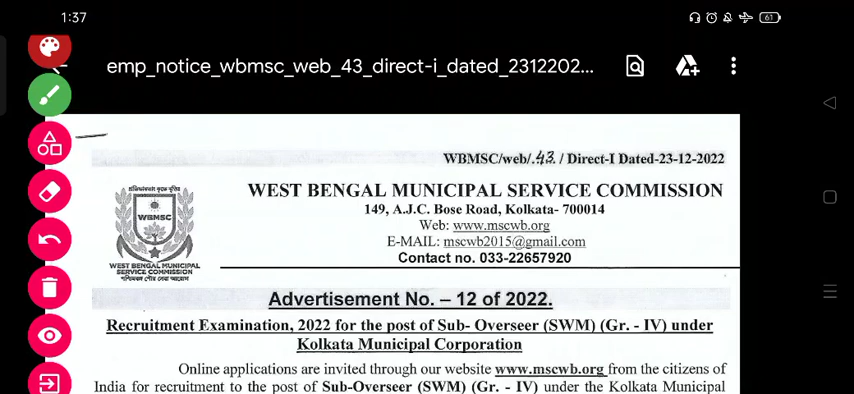 1:37
61
emp_notice_wbmsc_web_43_direct-i_dated_2312202...
WBMSC/web/.43. / Direct-I Dated-23-12-2022
WBMSC
WEST BENGAL MUNICIPAL
SERVICE COMMISSION
WEST BENGAL MUNICIPAL SERVICE COMMISSION
149, A.J.C. Bose Road, Kolkata- 700014
Web: www.mscwb.org
E-MAIL: mscwb2015@gmail.com
Contact no. 033-22657920
Advertisement No. – 12 of 2022.
Recruitment Examination, 2022 for the post of Sub- Overseer (SWM) (Gr. - IV) under
Kolkata Municipal Corporation
Online applications are invited through our website www.mscwb.org from the citizens of
India for recruitment to the post of Sub-Overseer (SWM) (Gr. - IV) under the Kolkata Municipal